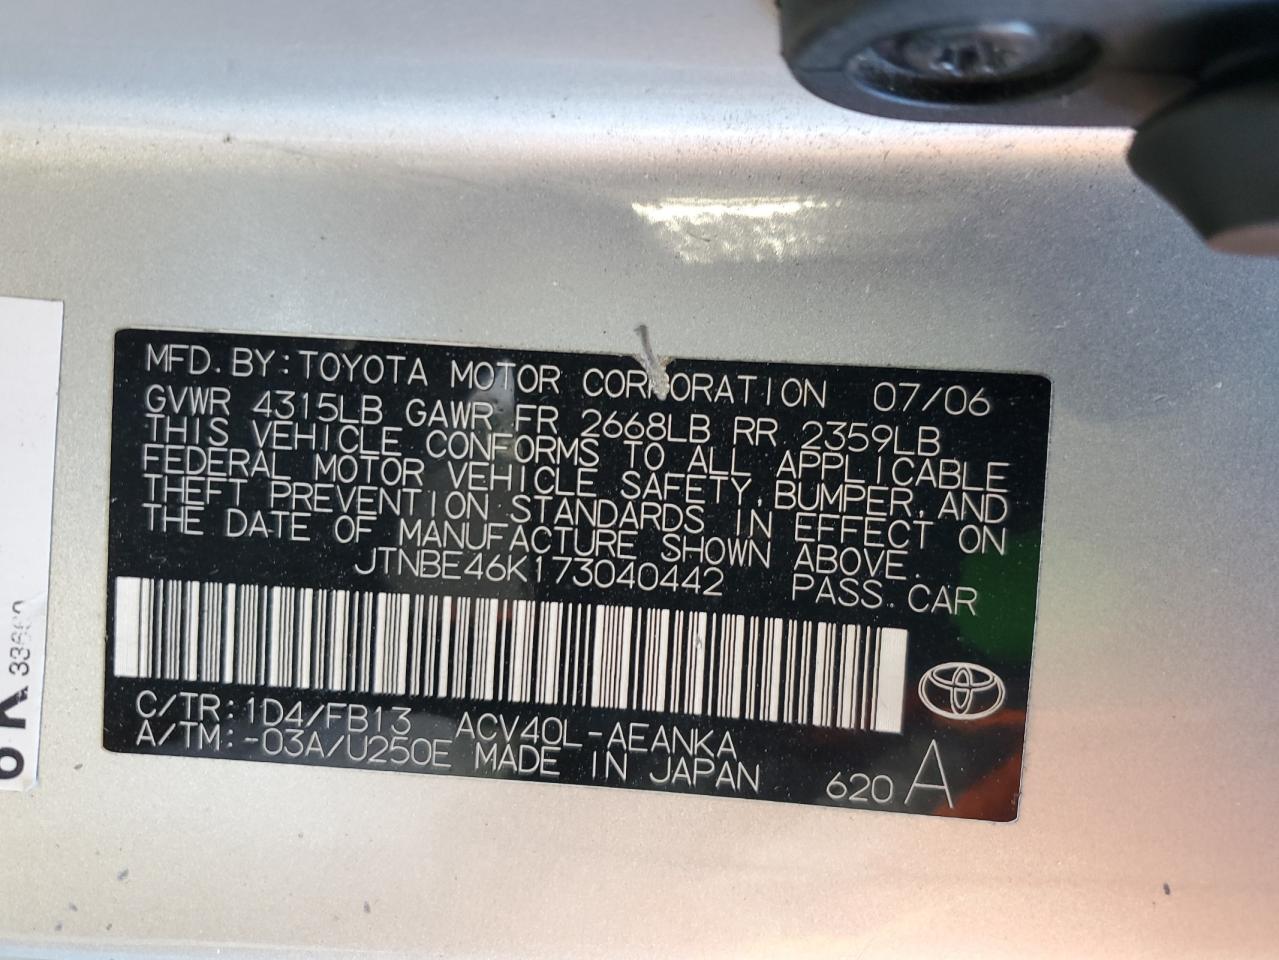 MFD. BY: TOYOTA MOTOR CORPORATION 07/06
GVWR 4315LB GAWR FR 2668LB RR 2359LB
THIS VEHICLE CONFORMS TO ALL APPLICABLE
FEDERAL MOTOR VEHICLE SAFETY, BUMPER, AND
THEFT PREVENTION STANDARDS IN EFFECT ON
THE DATE OF MANUFACTURE SHOWN ABOVE.
JTNBE46K173040442 PASS. CAR
C/TR: 1D4/FB13 ACV40L-AEANKA
A/TM: -03A/U250E MADE IN JAPAN 620 A